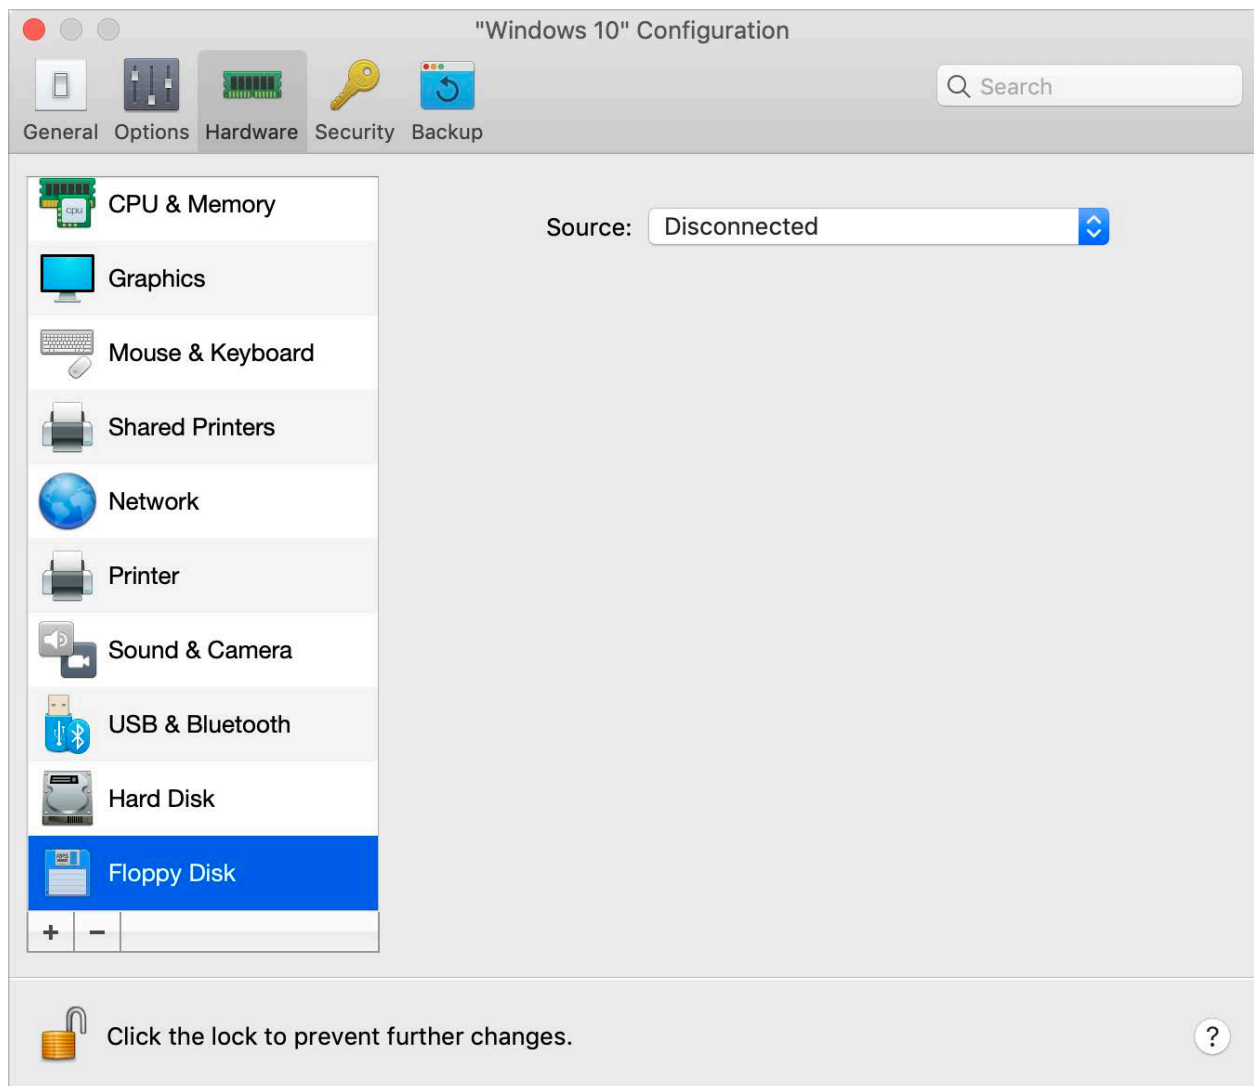 "Windows 10" Configuration
Search
General Options Hardware Security Backup
cpu
CPU & Memory
Source: Disconnected
Graphics
Mouse & Keyboard
Shared Printers
Network
Printer
Sound & Camera
USB & Bluetooth
Hard Disk
Floppy Disk
+ −
Click the lock to prevent further changes.
?